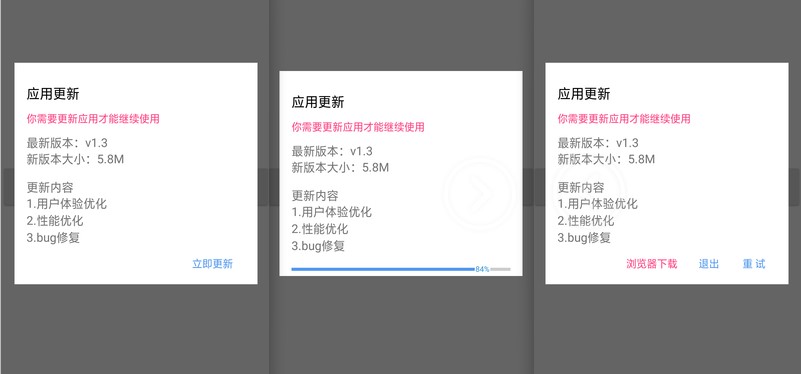 应用更新
你需要更新应用才能继续使用
最新版本：v1.3
新版本大小：5.8M
更新内容
1.用户体验优化
2.性能优化
3.bug修复
立即更新
应用更新
你需要更新应用才能继续使用
最新版本：v1.3
新版本大小：5.8M
更新内容
1.用户体验优化
2.性能优化
3.bug修复
84%
应用更新
你需要更新应用才能继续使用
最新版本：v1.3
新版本大小：5.8M
更新内容
1.用户体验优化
2.性能优化
3.bug修复
浏览器下载 退出 重 试